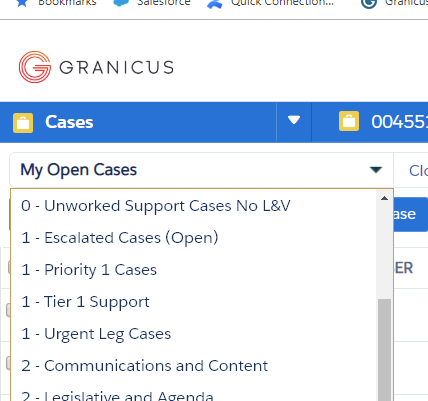 Bookmarks Salesforce Quick Connection... Granicus
GRANICUS
Cases 00455
My Open Cases Clo
0 - Unworked Support Cases No L&V
ase
1 - Escalated Cases (Open)
1 - Priority 1 Cases ER
1 - Tier 1 Support
1 - Urgent Leg Cases
2 - Communications and Content
2 - Legislative and Agenda